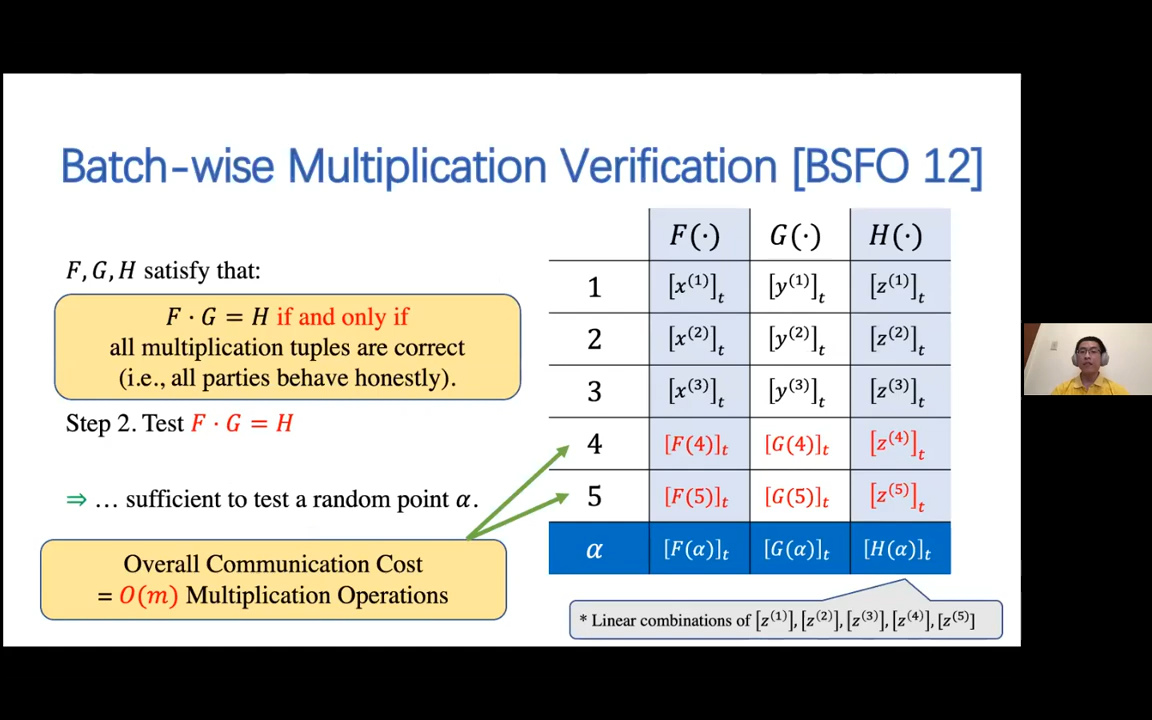 Batch-wise Multiplication Verification [BSFO 12]
F, G, H satisfy that:
F · G = H if and only if
all multiplication tuples are correct
(i.e., all parties behave honestly).
Step 2. Test F · G = H
⇒ … sufficient to test a random point α.
Overall Communication Cost
= O(m) Multiplication Operations
F(·) G(·) H(·)
1 [x^(1)]_t [y^(1)]_t [z^(1)]_t
2 [x^(2)]_t [y^(2)]_t [z^(2)]_t
3 [x^(3)]_t [y^(3)]_t [z^(3)]_t
4 [F(4)]_t [G(4)]_t [z^(4)]_t
5 [F(5)]_t [G(5)]_t [z^(5)]_t
α [F(α)]_t [G(α)]_t [H(α)]_t
* Linear combinations of [z^(1)], [z^(2)], [z^(3)], [z^(4)], [z^(5)]